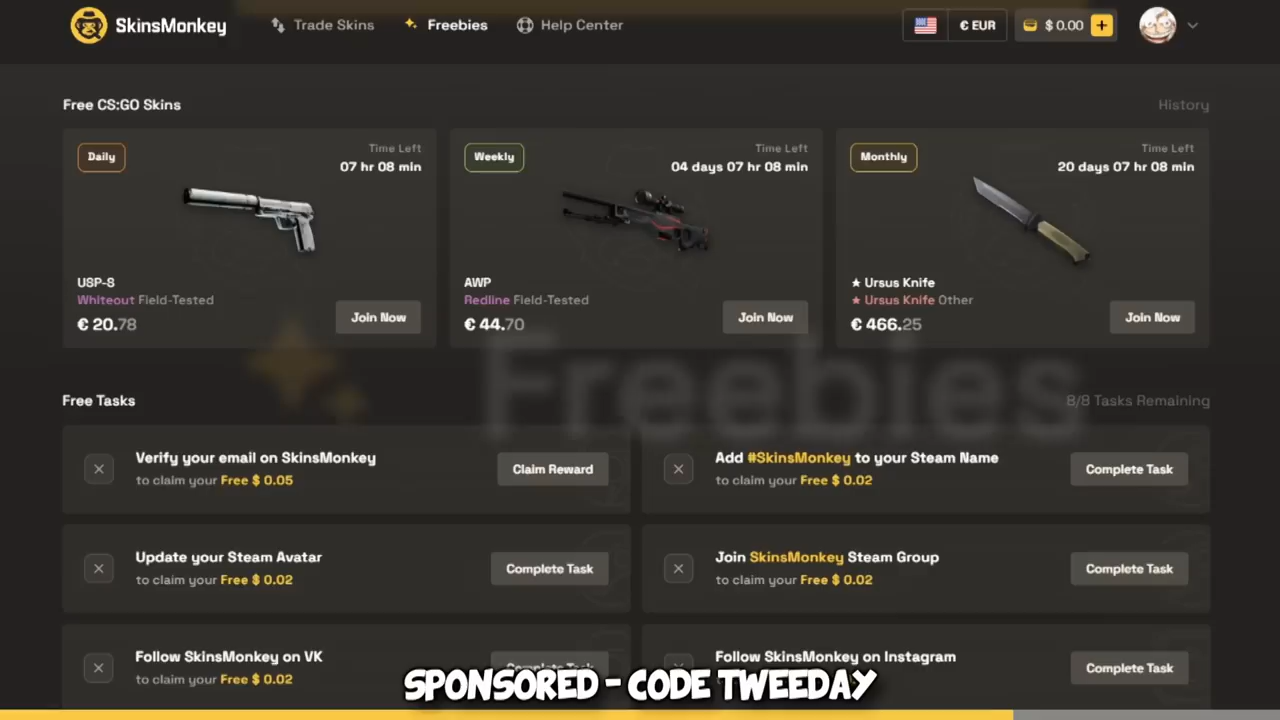 SkinsMonkey
Trade Skins
Freebies
Help Center
€ EUR
$ 0.00 +
Free CS:GO Skins
History
Daily
Time Left
07 hr 08 min
USP-S
Whiteout Field-Tested
€ 20.78
Join Now
Weekly
Time Left
04 days 07 hr 08 min
AWP
Redline Field-Tested
€ 44.70
Join Now
Monthly
Time Left
20 days 07 hr 08 min
★ Ursus Knife
★ Ursus Knife Other
€ 466.25
Join Now
Freebies
Free Tasks
8/8 Tasks Remaining
Verify your email on SkinsMonkey
to claim your Free $ 0.05
Claim Reward
Add #SkinsMonkey to your Steam Name
to claim your Free $ 0.02
Complete Task
Update your Steam Avatar
to claim your Free $ 0.02
Complete Task
Join SkinsMonkey Steam Group
to claim your Free $ 0.02
Complete Task
Follow SkinsMonkey on VK
to claim your Free $ 0.02
Complete Task
Follow SkinsMonkey on Instagram
Complete Task
SPONSORED - CODE TWEEDAY